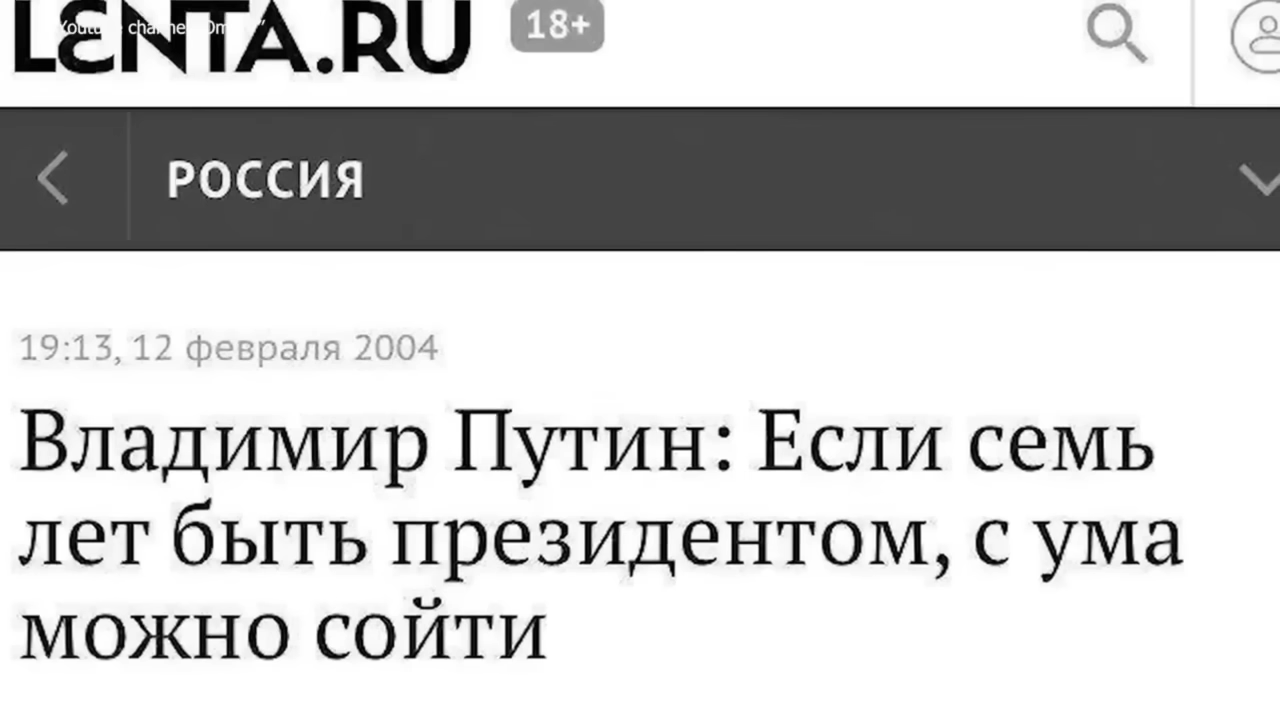 LENTA.RU
18+
РОССИЯ
19:13, 12 февраля 2004
Владимир Путин: Если семь
лет быть президентом, с ума
можно сойти